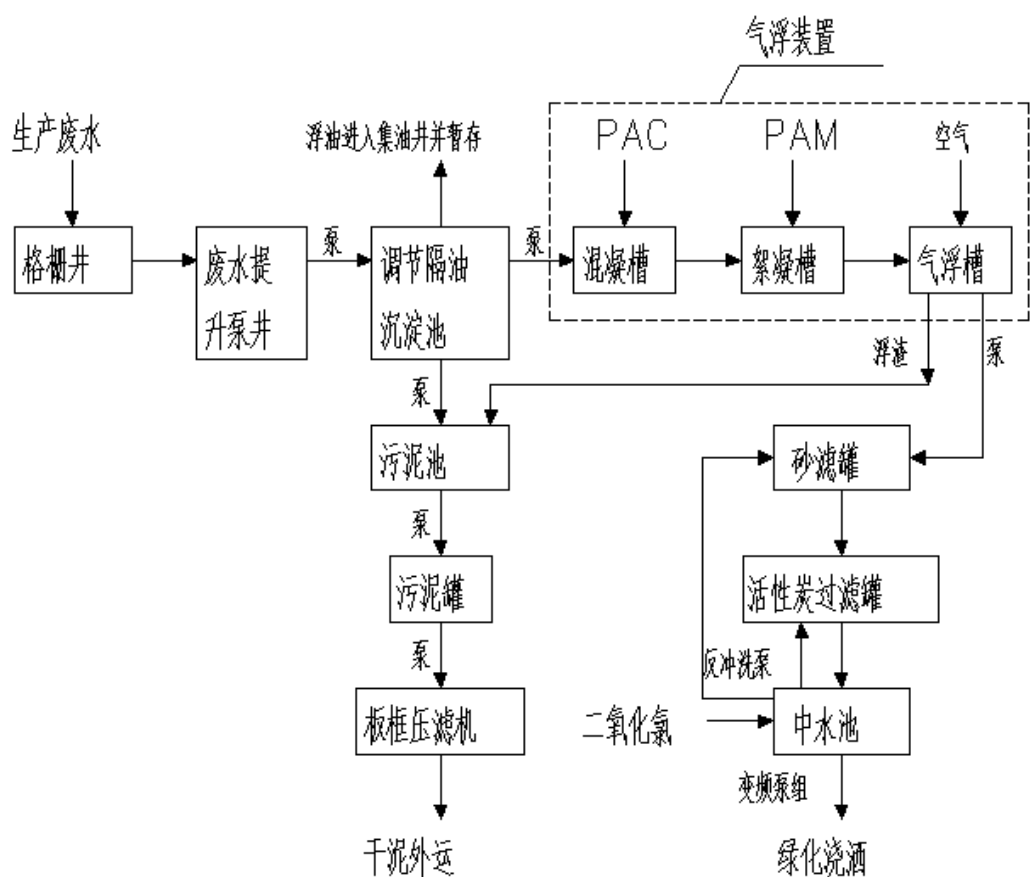 气浮装置
生产废水
浮油进入集油井并暂存
PAC
PAM
空气
格栅井
废水提
升泵井
泵
调节隔油
沉淀池
泵
混凝槽
絮凝槽
气浮槽
浮渣
泵
泵
污泥池
砂滤罐
泵
污泥罐
活性炭过滤罐
泵
反冲洗泵
板框压滤机
二氧化氯
中水池
变频泵组
干泥外运
绿化浇洒